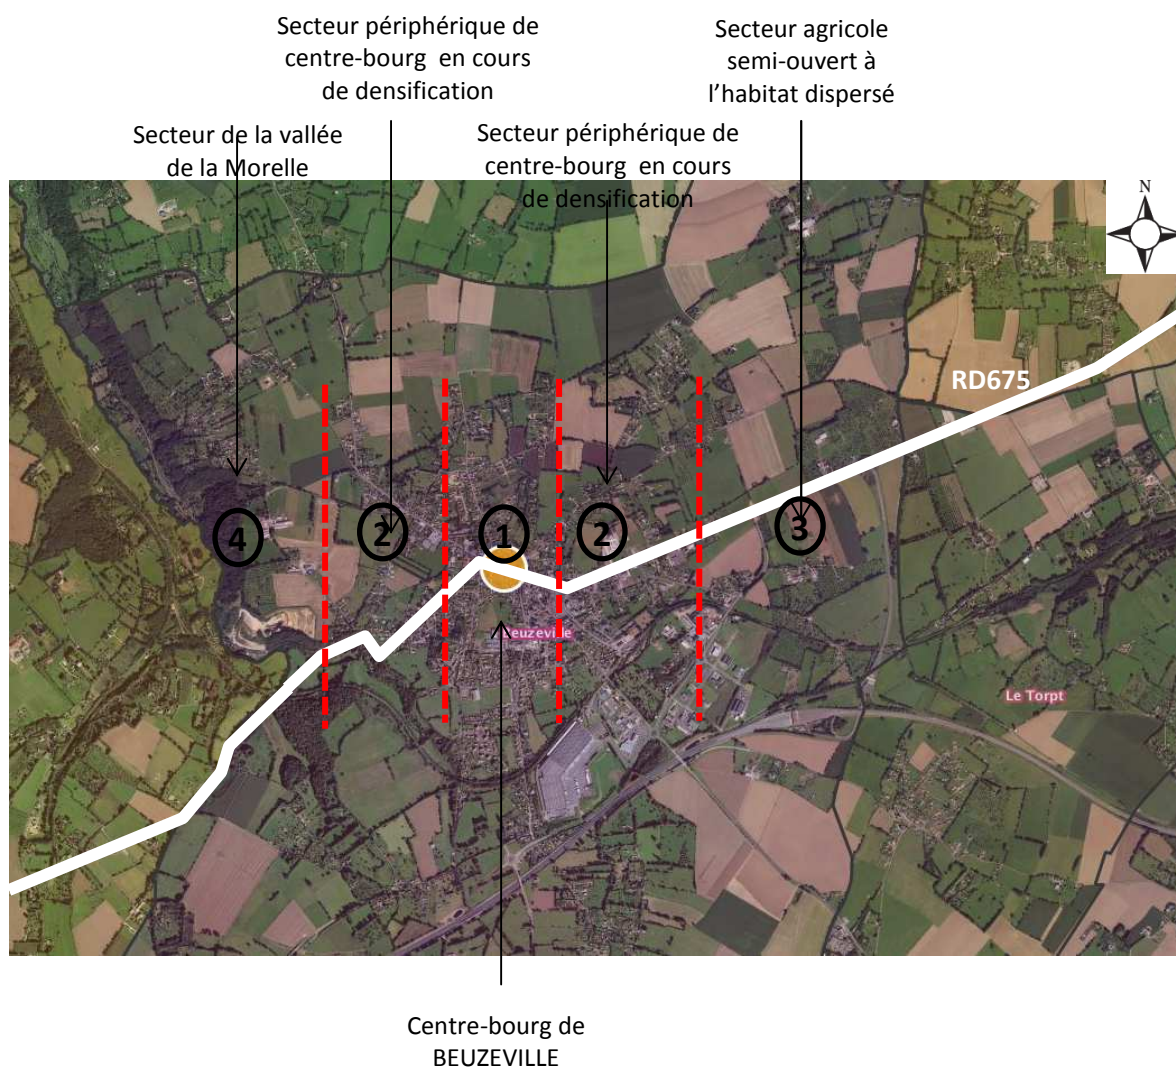 Secteur périphérique de
centre-bourg en cours
de densification
Secteur agricole
semi-ouvert à
l’habitat dispersé
Secteur de la vallée
de la Morelle
Secteur périphérique de
centre-bourg en cours
de densification
N
RD675
4
2
1
2
3
Beuzeville
Le Torpt
Centre-bourg de
BEUZEVILLE